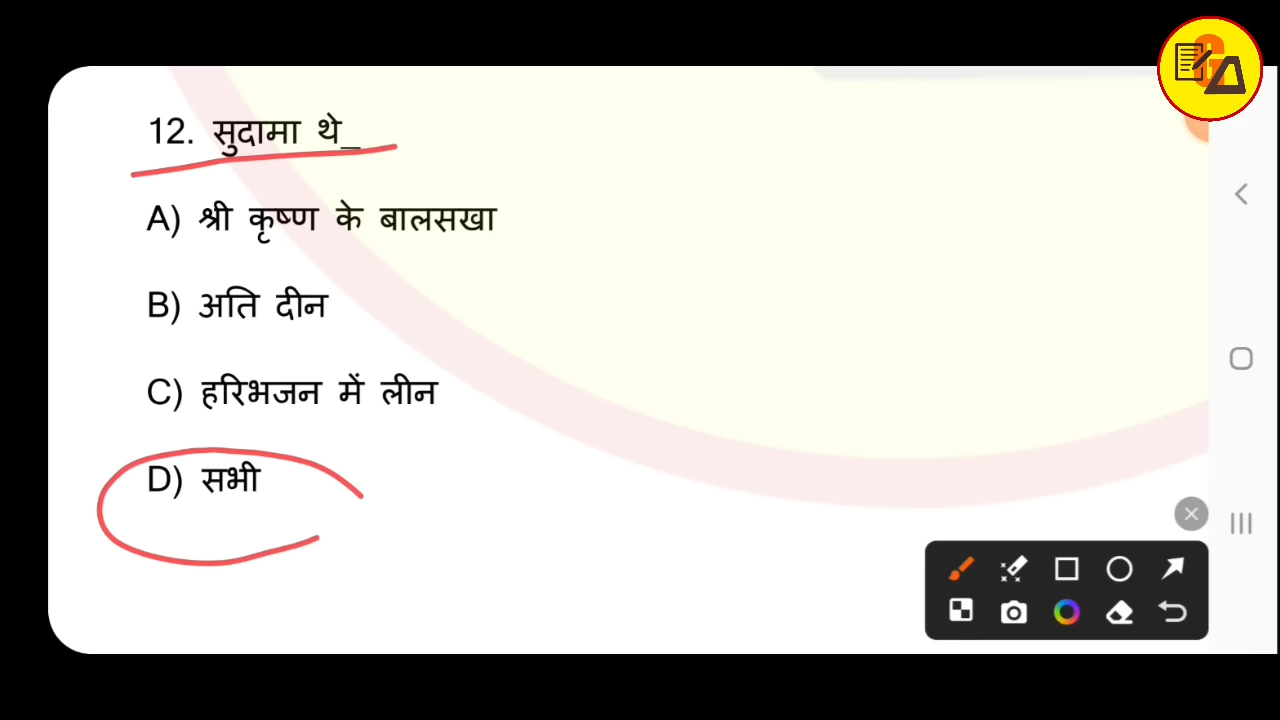 12. सुदामा थे_
A) श्री कृष्ण के बालसखा
B) अति दीन
C) हरिभजन में लीन
D) सभी